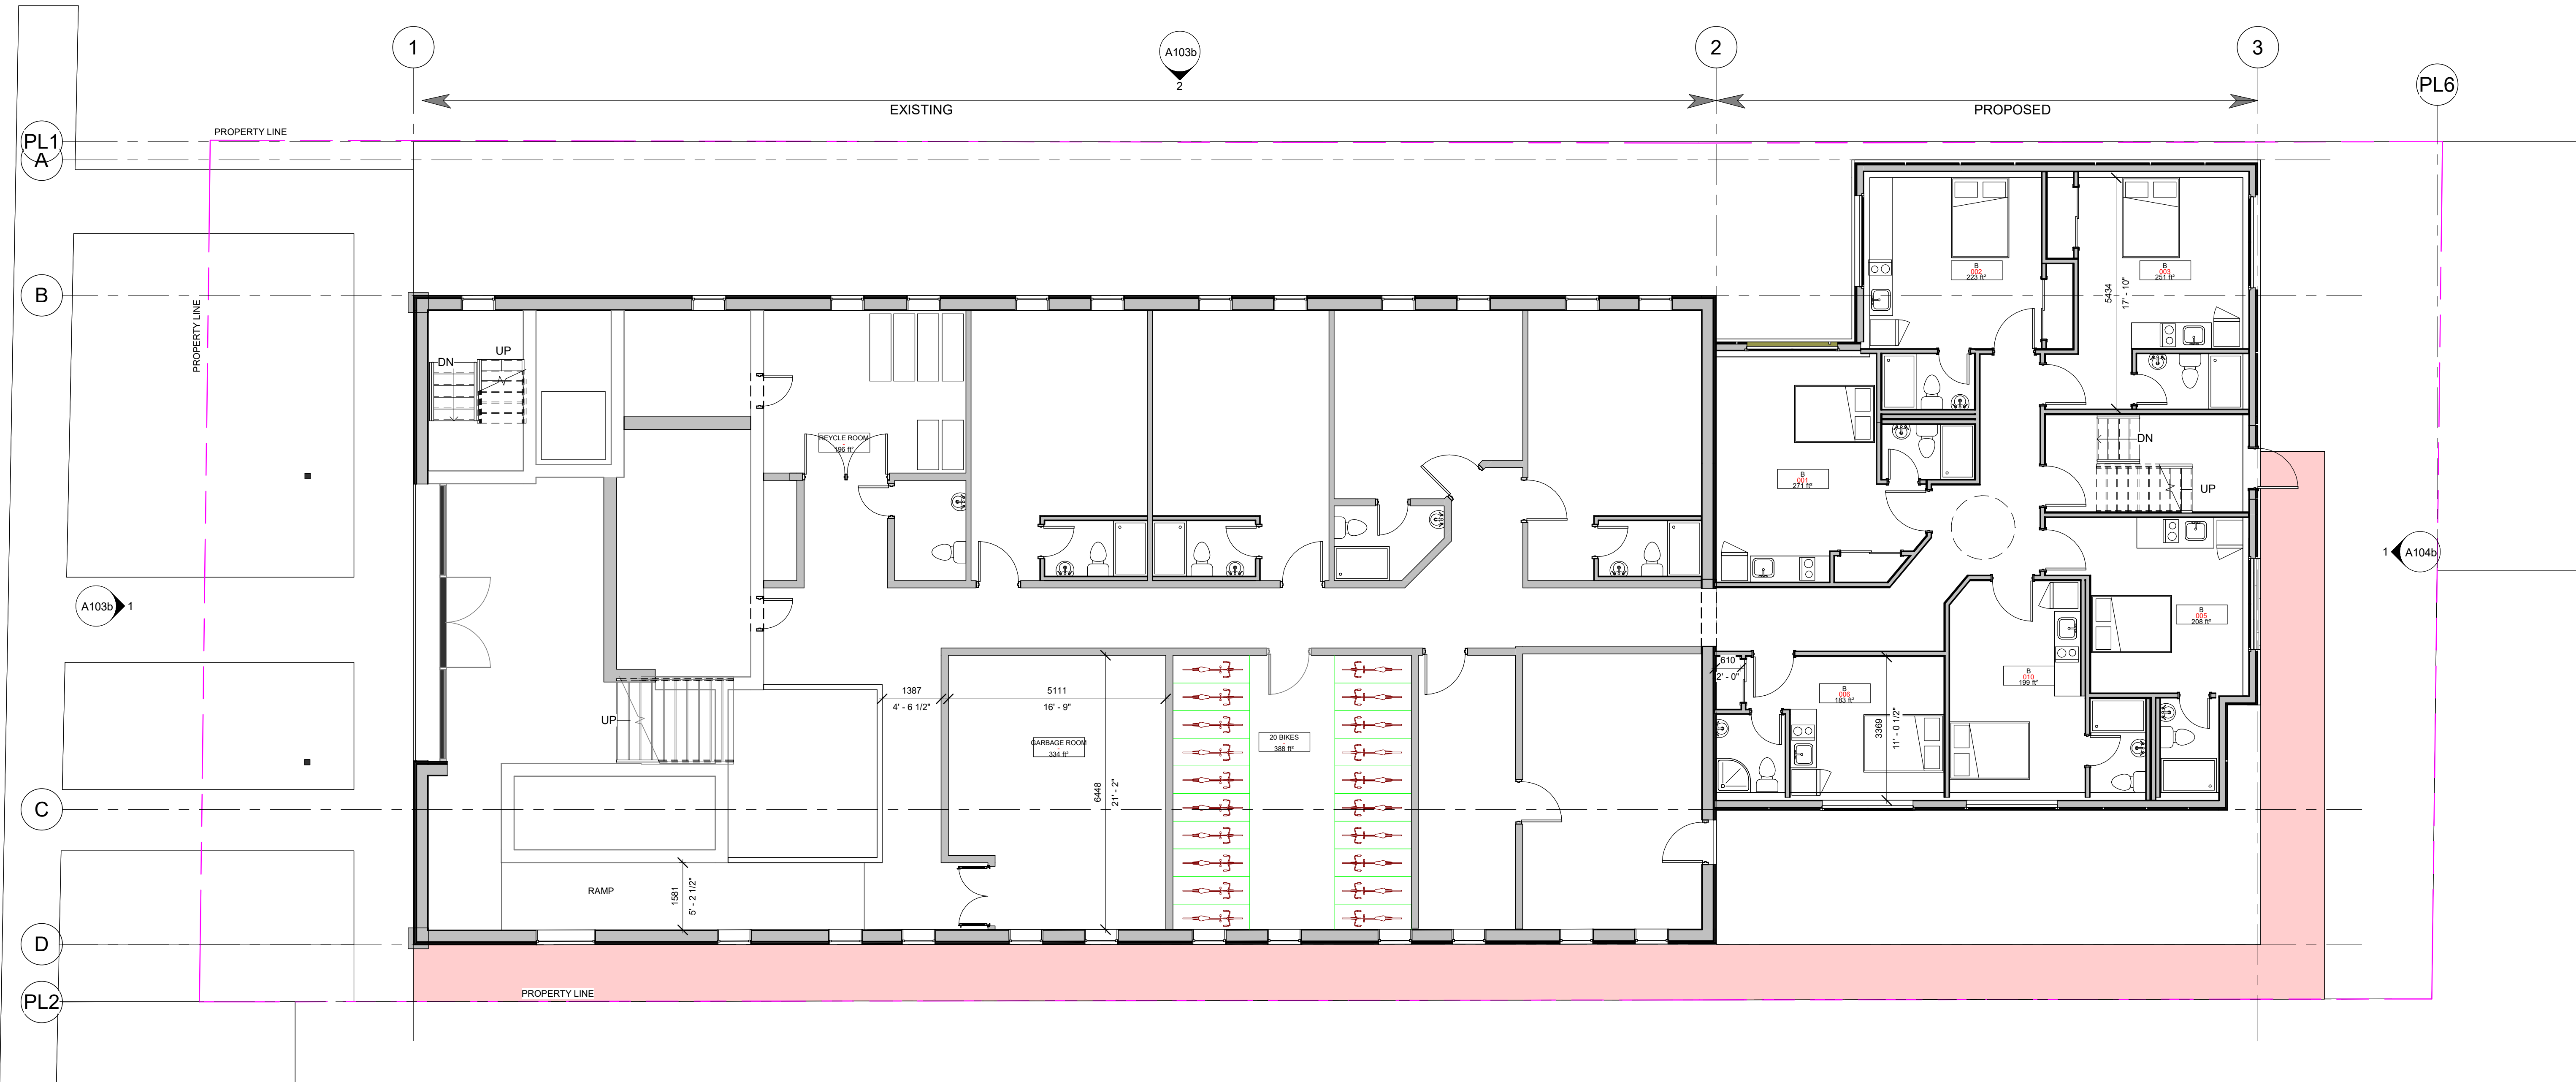 1
A103b
2
2
3
PL6
EXISTING
PROPOSED
PROPERTY LINE
PL1
A
B
PROPERTY LINE
DN
UP
REYCLE ROOM
196 ft²
B
002
223 ft²
B
003
251 ft²
5434
17' - 10"
B
001
271 ft²
DN
UP
1
A104b
A103b
1
B
005
208 ft²
610
2' - 0"
B
006
183 ft²
B
010
199 ft²
3369
11' - 0 1/2"
UP
1387
4' - 6 1/2"
5111
16' - 9"
GARBAGE ROOM
334 ft²
20 BIKES
388 ft²
6448
21' - 2"
C
RAMP
1581
5' - 2 1/2"
D
PL2
PROPERTY LINE